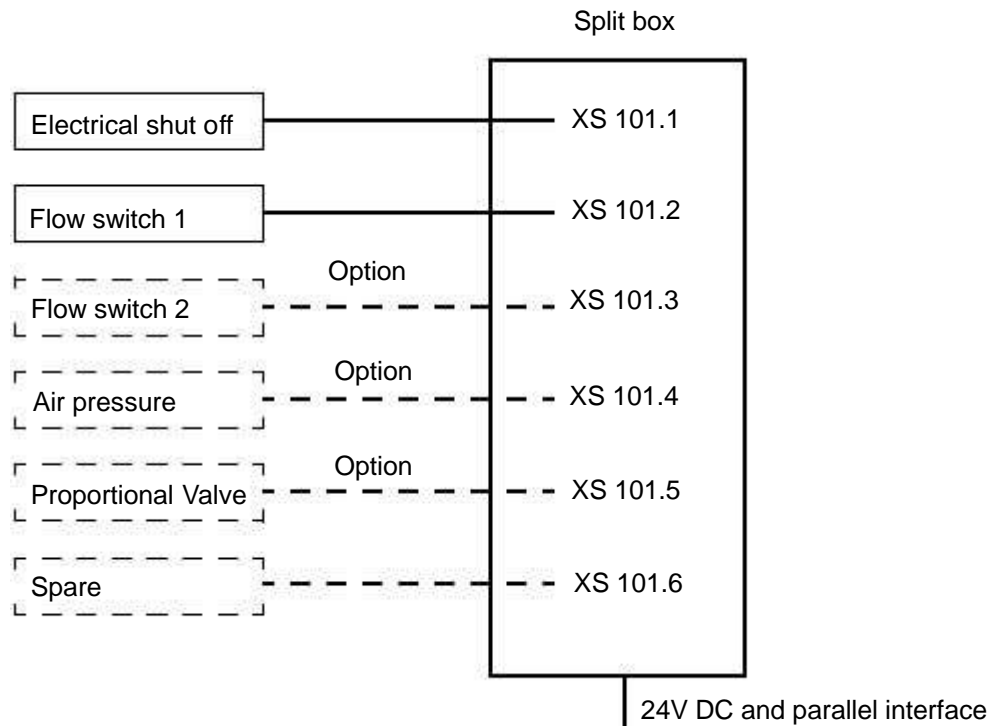 Split box
Electrical shut off
XS 101.1
Flow switch 1
XS 101.2
Option
Flow switch 2
XS 101.3
Option
Air pressure
XS 101.4
Option
Proportional Valve
XS 101.5
Spare
XS 101.6
24V DC and parallel interface